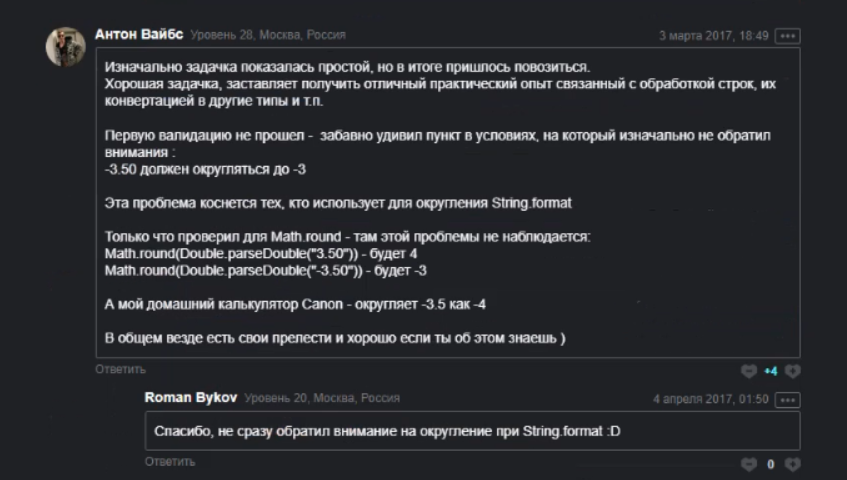 Антон Вайбс Уровень 28, Москва, Россия 3 марта 2017, 18:49
Изначально задачка показалась простой, но в итоге пришлось повозиться.
Хорошая задачка, заставляет получить отличный практический опыт связанный с обработкой строк, их
конвертацией в другие типы и т.п.
Первую валидацию не прошел - забавно удивил пункт в условиях, на который изначально не обратил
внимания :
-3.50 должен округляться до -3
Эта проблема коснется тех, кто использует для округления String.format
Только что проверил для Math.round - там этой проблемы не наблюдается:
Math.round(Double.parseDouble("3.50")) - будет 4
Math.round(Double.parseDouble("-3.50")) - будет -3
А мой домашний калькулятор Canon - округляет -3.5 как -4
В общем везде есть свои прелести и хорошо если ты об этом знаешь )
Ответить +4
Roman Bykov Уровень 20, Москва, Россия 4 апреля 2017, 01:50
Спасибо, не сразу обратил внимание на округление при String.format :D
Ответить 0